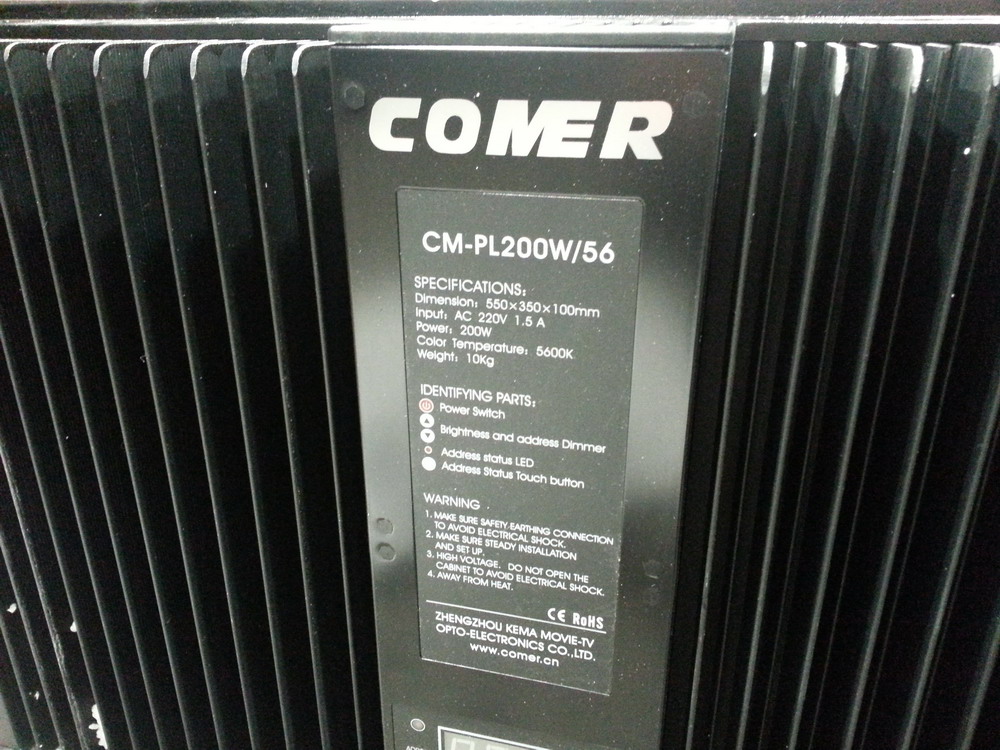 COMER
CM-PL200W/56
SPECIFICATIONS:
Dimension: 550×350×100mm
Input: AC 220V 1.5 A
Power: 200W
Color Temperature: 5600K
Weight: 10Kg
IDENTIFYING PARTS:
Power Switch
Brightness and address Dimmer
Address status LED
Address Status Touch button
WARNING
1. MAKE SURE SAFETY EARTHING CONNECTION
TO AVOID ELECTRICAL SHOCK.
2. MAKE SURE STEADY INSTALLATION
AND SET UP.
3. HIGH VOLTAGE. DO NOT OPEN THE
CABINET TO AVOID ELECTRICAL SHOCK.
4. AWAY FROM HEAT.
CE RoHS
ZHENGZHOU KEMA MOVIE-TV
OPTO-ELECTRONICS CO.,LTD.
www.comer.cn